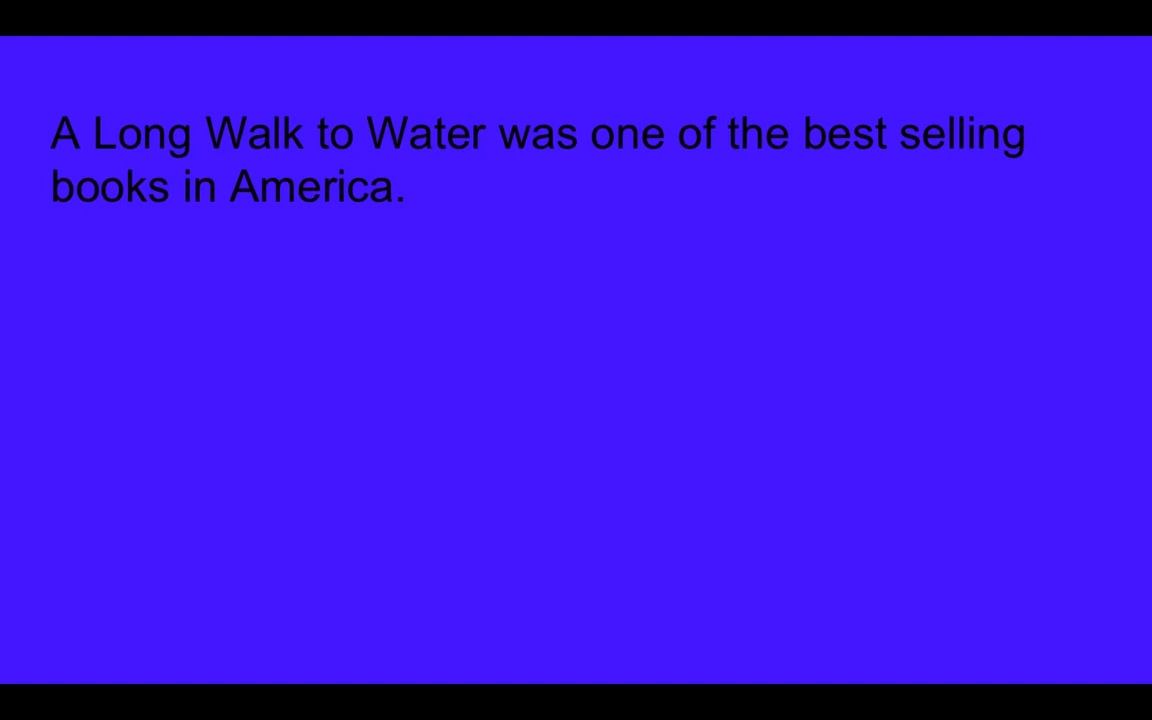 A Long Walk to Water was one of the best selling
books in America.